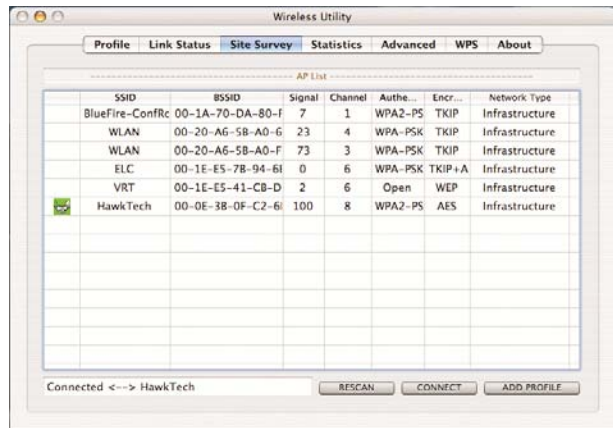 Wireless Utility
Profile Link Status Site Survey Statistics Advanced WPS About
AP List
SSID BSSID Signal Channel Authe... Encr... Network Type
BlueFire-ConfRo 00-1A-70-DA-80-F 7 1 WPA2-PS TKIP Infrastructure
WLAN 00-20-A6-5B-A0-6 23 4 WPA-PSK TKIP Infrastructure
WLAN 00-20-A6-5B-A0-F 73 3 WPA-PSK TKIP Infrastructure
ELC 00-1E-E5-7B-94-6E 0 6 WPA-PSK TKIP+A Infrastructure
VRT 00-1E-E5-41-CB-D 2 6 Open WEP Infrastructure
HawkTech 00-0E-3B-0F-C2-6 100 8 WPA2-PS AES Infrastructure
Connected <--> HawkTech RESCAN CONNECT ADD PROFILE